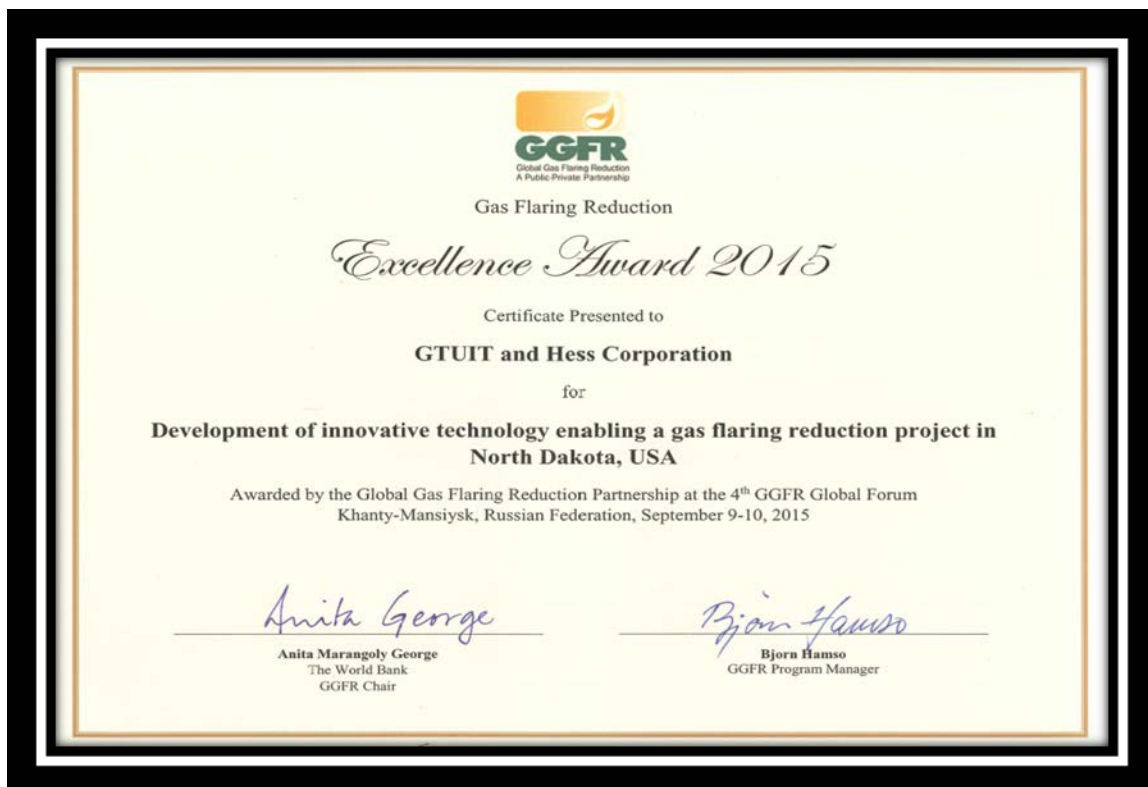 GGFR
Global Gas Flaring Reduction
A Public-Private Partnership
Gas Flaring Reduction
Excellence Award 2015
Certificate Presented to
GTUIT and Hess Corporation
for
Development of innovative technology enabling a gas flaring reduction project in
North Dakota, USA
Awarded by the Global Gas Flaring Reduction Partnership at the 4th GGFR Global Forum
Khanty-Mansiysk, Russian Federation, September 9-10, 2015
Anita George
Bjorn Hamso
Anita Marangoly George
The World Bank
GGFR Chair
Bjorn Hamso
GGFR Program Manager